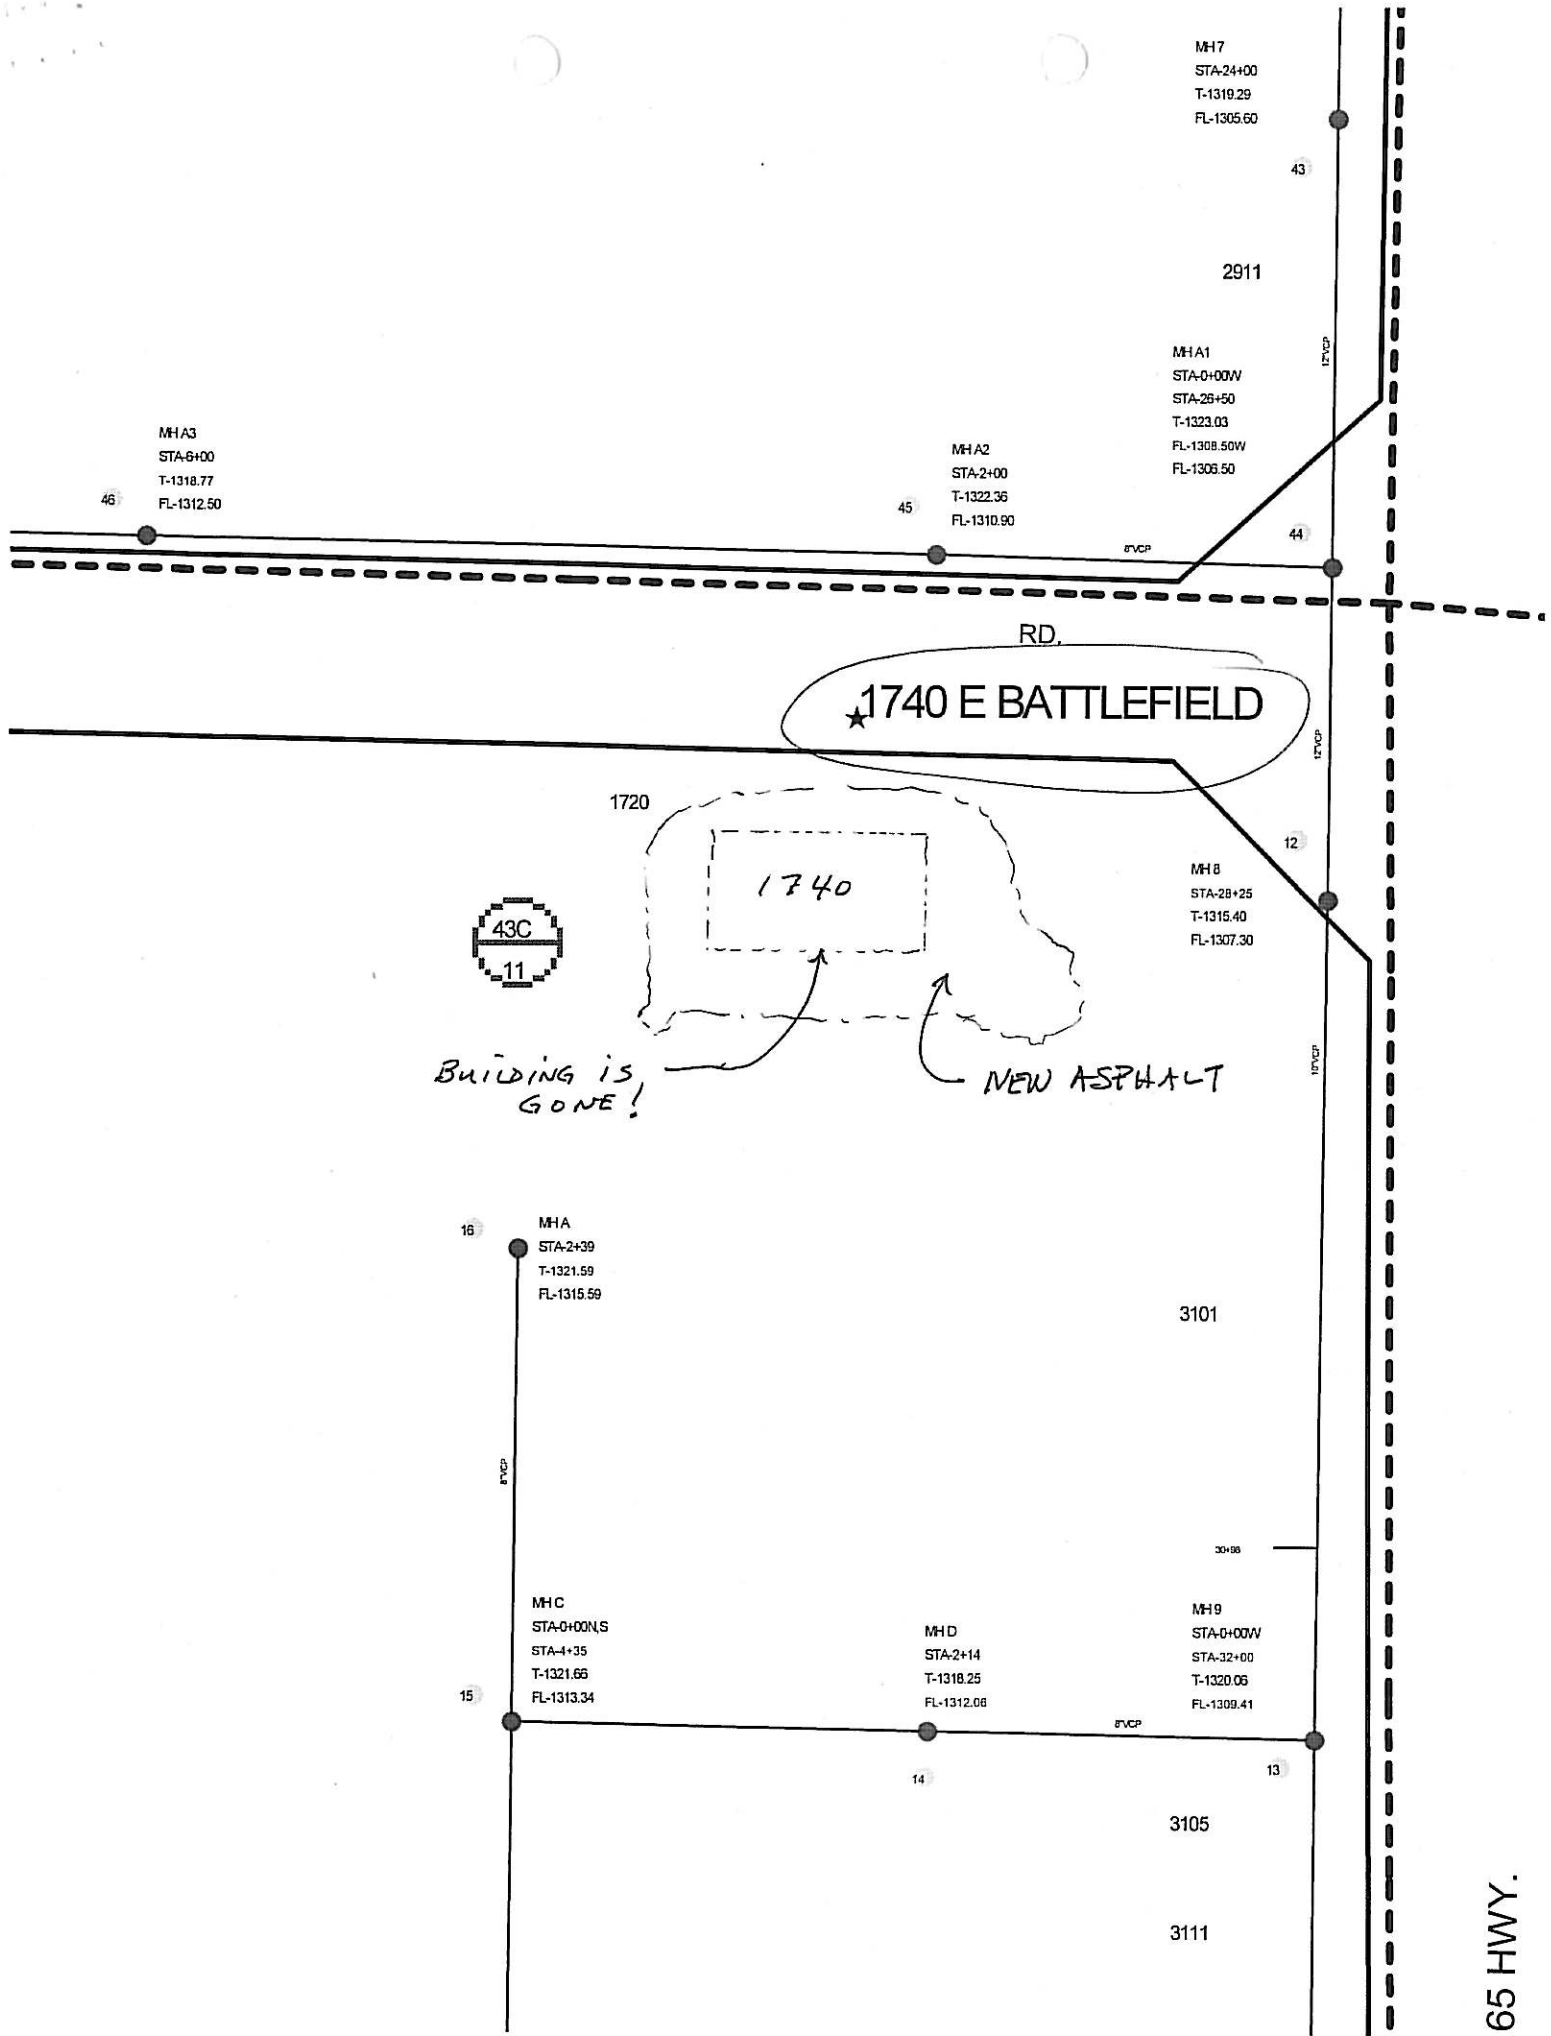 MH 7
STA-24+00
T-1319.29
FL-1305.60
43
2911
12"VCP
MH A1
STA-0+00W
STA-26+50
T-1323.03
FL-1308.50W
FL-1306.50
44
MH A3
STA-6+00
T-1318.77
FL-1312.50
46
MH A2
STA-2+00
T-1322.36
FL-1310.90
45
8"VCP
RD.
1740 E BATTLEFIELD
12"VCP
1720
1740
12
MH 8
STA-28+25
T-1315.40
FL-1307.30
43C
11
10"VCP
BUILDING IS
GONE!
NEW ASPHALT
16
MH A
STA-2+39
T-1321.59
FL-1315.59
3101
8"VCP
30+98
MH C
STA-0+00N,S
STA-4+35
T-1321.66
FL-1313.34
15
MH D
STA-2+14
T-1318.25
FL-1312.06
14
MH 9
STA-0+00W
STA-32+00
T-1320.06
FL-1309.41
8"VCP
13
3105
3111
65 HWY.